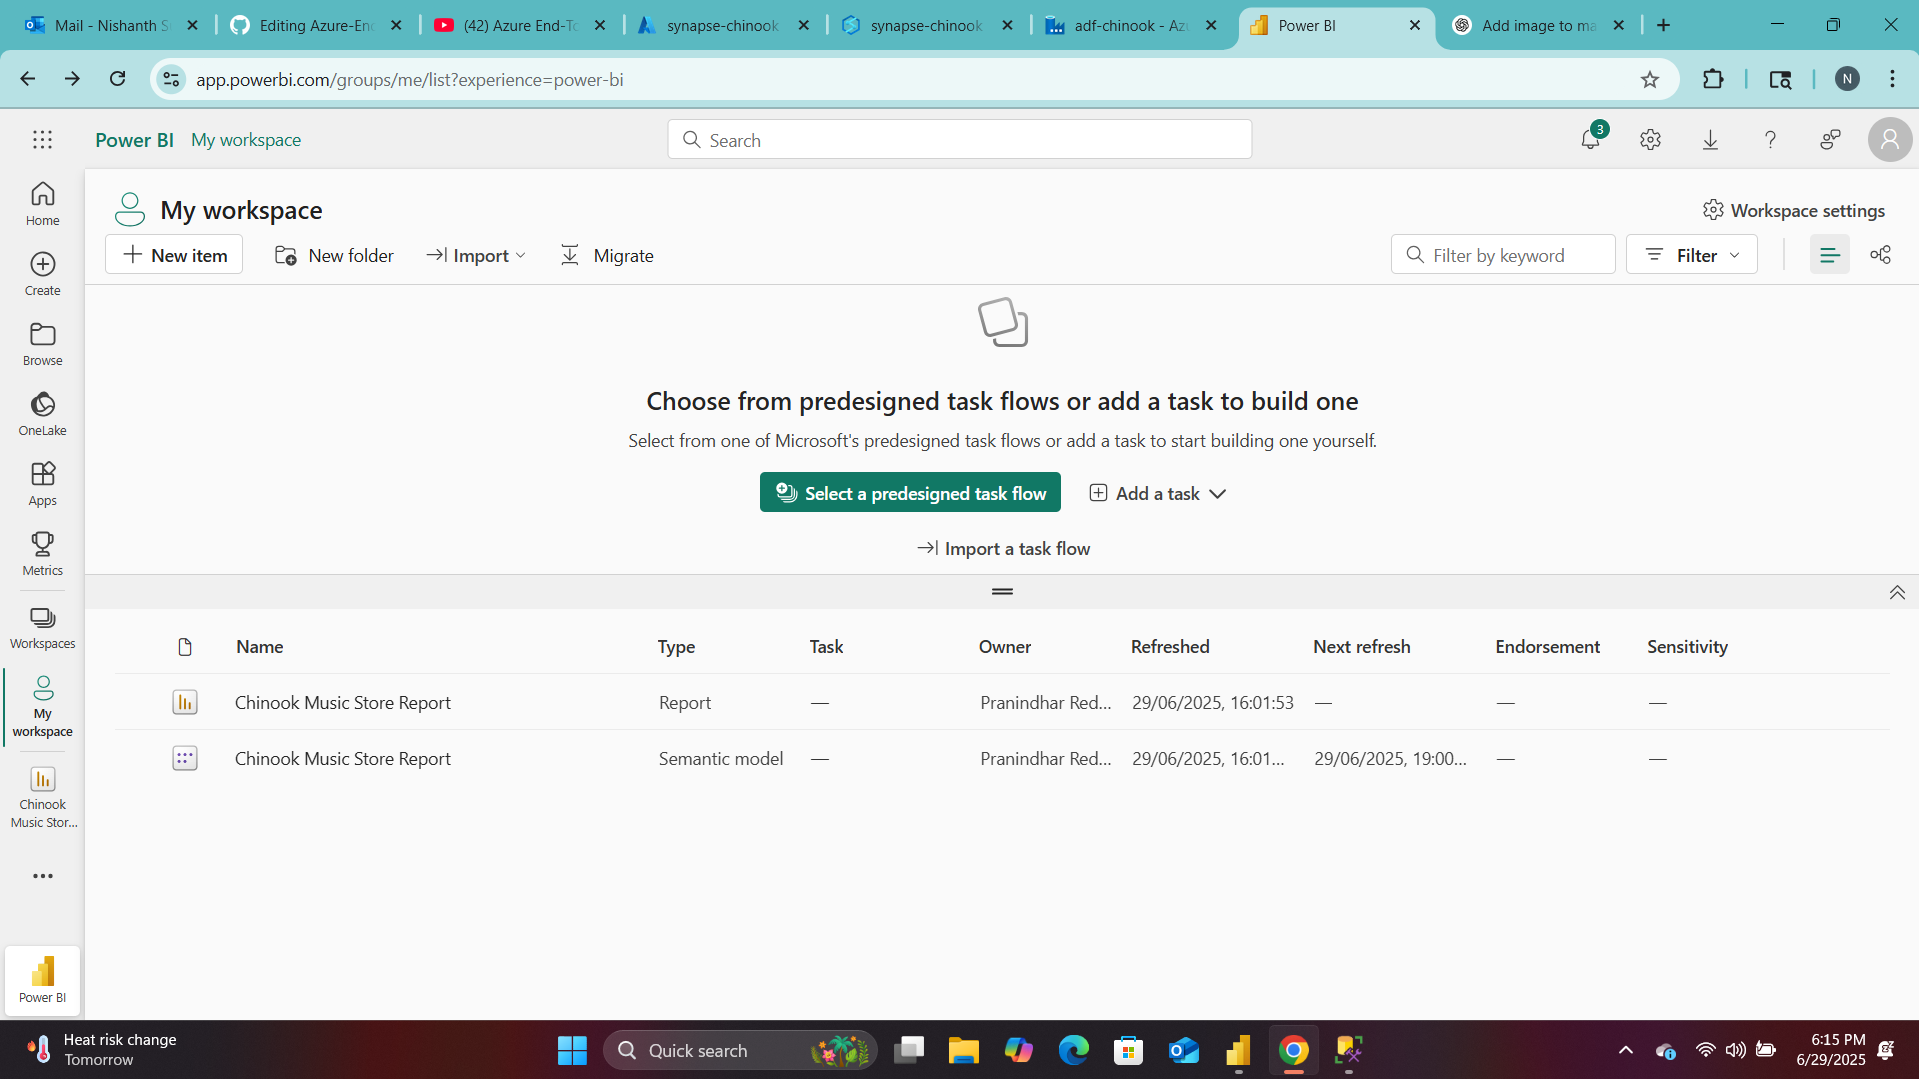 Mail - Nishanth S
Editing Azure-End
(42) Azure End-To
synapse-chinook
synapse-chinook
adf-chinook - Az
Power BI
Add image to ma
app.powerbi.com/groups/me/list?experience=power-bi
N
Power BI My workspace
Search
3
Home
Create
Browse
OneLake
Apps
Metrics
Workspaces
My
workspace
Chinook
Music Stor...
Power BI
My workspace
Workspace settings
New item
New folder
Import
Migrate
Filter by keyword
Filter
Choose from predesigned task flows or add a task to build one
Select from one of Microsoft's predesigned task flows or add a task to start building one yourself.
Select a predesigned task flow
Add a task
Import a task flow
Name Type Task Owner Refreshed Next refresh Endorsement Sensitivity
Chinook Music Store Report Report — Pranindhar Red... 29/06/2025, 16:01:53 — — —
Chinook Music Store Report Semantic model — Pranindhar Red... 29/06/2025, 16:01... 29/06/2025, 19:00... — —
Heat risk change
Tomorrow
Quick search
6:15 PM
6/29/2025